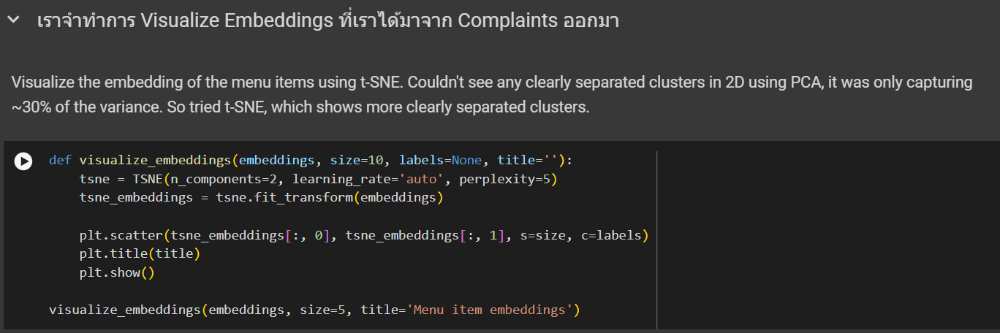 เราจำทำการ Visualize Embeddings ที่เราได้มาจาก Complaints ออกมา
Visualize the embedding of the menu items using t-SNE. Couldn't see any clearly separated clusters in 2D using PCA, it was only capturing
~30% of the variance. So tried t-SNE, which shows more clearly separated clusters.
def visualize_embeddings(embeddings, size=10, labels=None, title=''):
    tsne = TSNE(n_components=2, learning_rate='auto', perplexity=5)
    tsne_embeddings = tsne.fit_transform(embeddings)
    plt.scatter(tsne_embeddings[:, 0], tsne_embeddings[:, 1], s=size, c=labels)
    plt.title(title)
    plt.show()
visualize_embeddings(embeddings, size=5, title='Menu item embeddings')